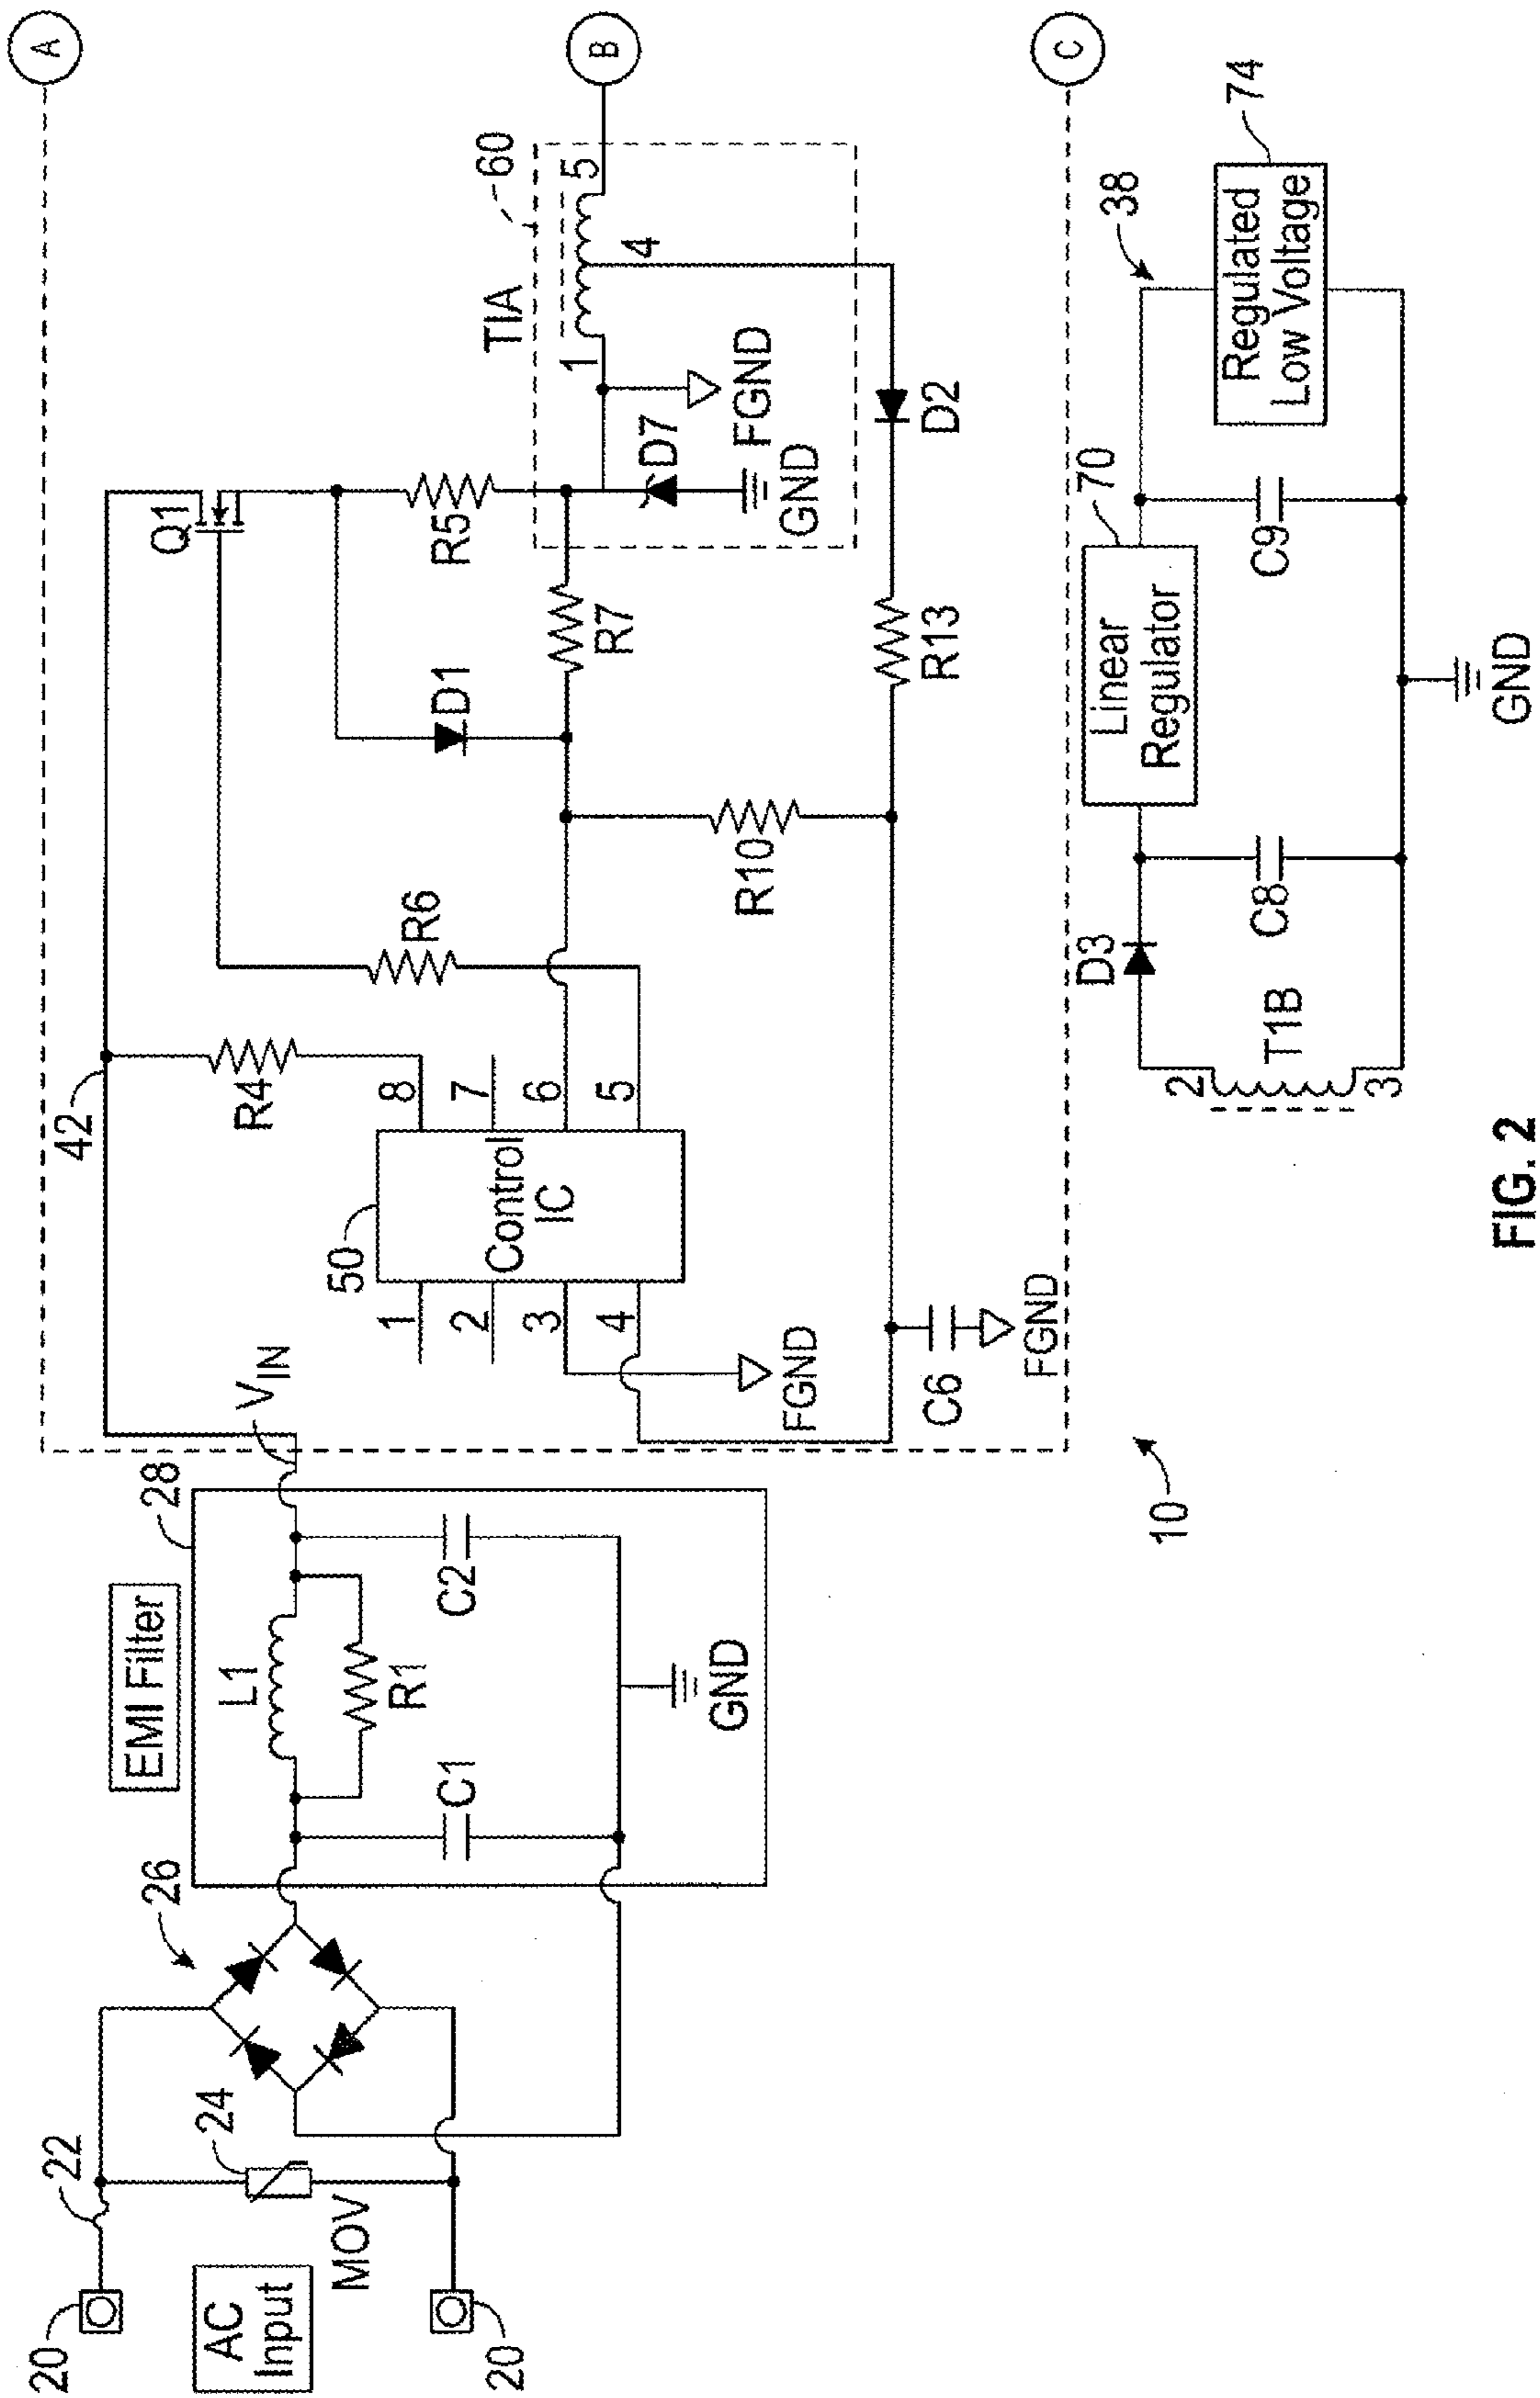 A
B
C
42
Q1
R4
R6
D1
R5
R7
R10
R13
D2
TIA
60
1
4
5
FGND
D7
GND
50
Control
IC
1
2
3
4
8
7
6
5
FGND
C6
FGND
VIN
EMI Filter
28
L1
R1
C1
C2
GND
26
22
24
MOV
20
20
AC
Input
10
38
T1B
2
3
D3
C8
Linear
Regulator
70
C9
GND
Regulated
Low Voltage
74
FIG. 2